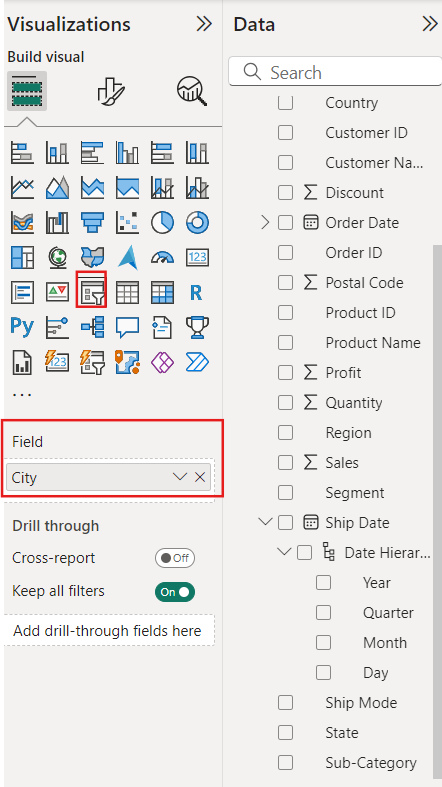 Visualizations
Build visual
123
R
Py
123
...
Field
City
Drill through
Cross-report
Off
Keep all filters
On
Add drill-through fields here
Data
Search
Country
Customer ID
Customer Na...
Discount
Order Date
Order ID
Postal Code
Product ID
Product Name
Profit
Quantity
Region
Sales
Segment
Ship Date
Date Hierar...
Year
Quarter
Month
Day
Ship Mode
State
Sub-Category